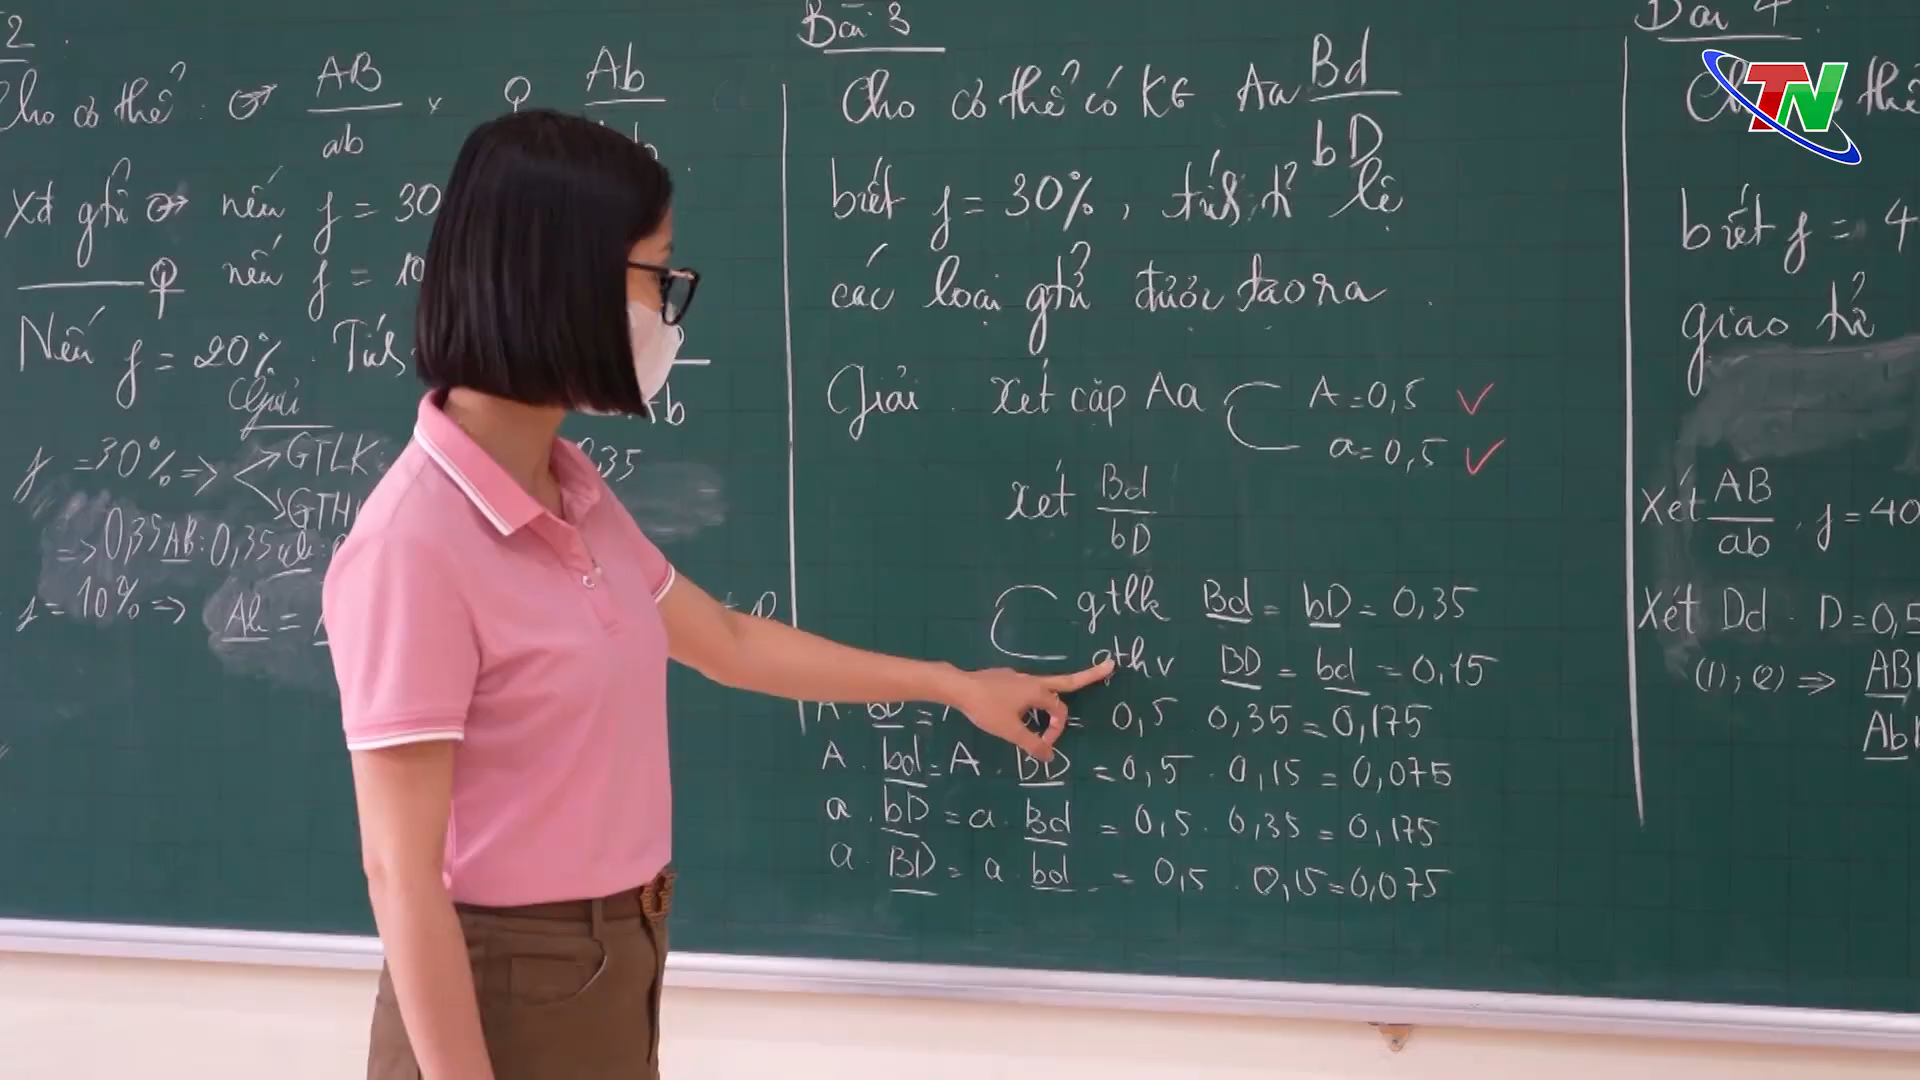 2
Cho cơ thể : ♂ AB/ab x ♀ Ab
Xđ gtử ♂ nếu f = 30
♀ nếu f = 10
Nếu f = 20%. Tính
Giải
f = 30% => GTLK: 0,35
=> 0,35 AB: 0,35 ab:
f = 10% => Ab =
Bài 3
Cho cơ thể có KG Aa Bd/bD
biết f = 30%, tính tỉ lệ
các loại gtử được tạo ra.
Giải. Xét cặp Aa A = 0,5 ✓
a = 0,5 ✓
Xét Bd/bD
gtlk Bd = bD = 0,35
gthv BD = bd = 0,15
A. bD = = 0,5 . 0,35 = 0,175
A. bd = A. BD = 0,5 . 0,15 = 0,075
a. bD = a. Bd = 0,5 . 0,35 = 0,175
a. BD = a. bd = 0,5 . 0,15 = 0,075
Bài 4
TN
biết f = 4
giao tử
Xét AB/ab, f = 40
Xét Dd. D = 0,5
(1); (2) => AB
Ab